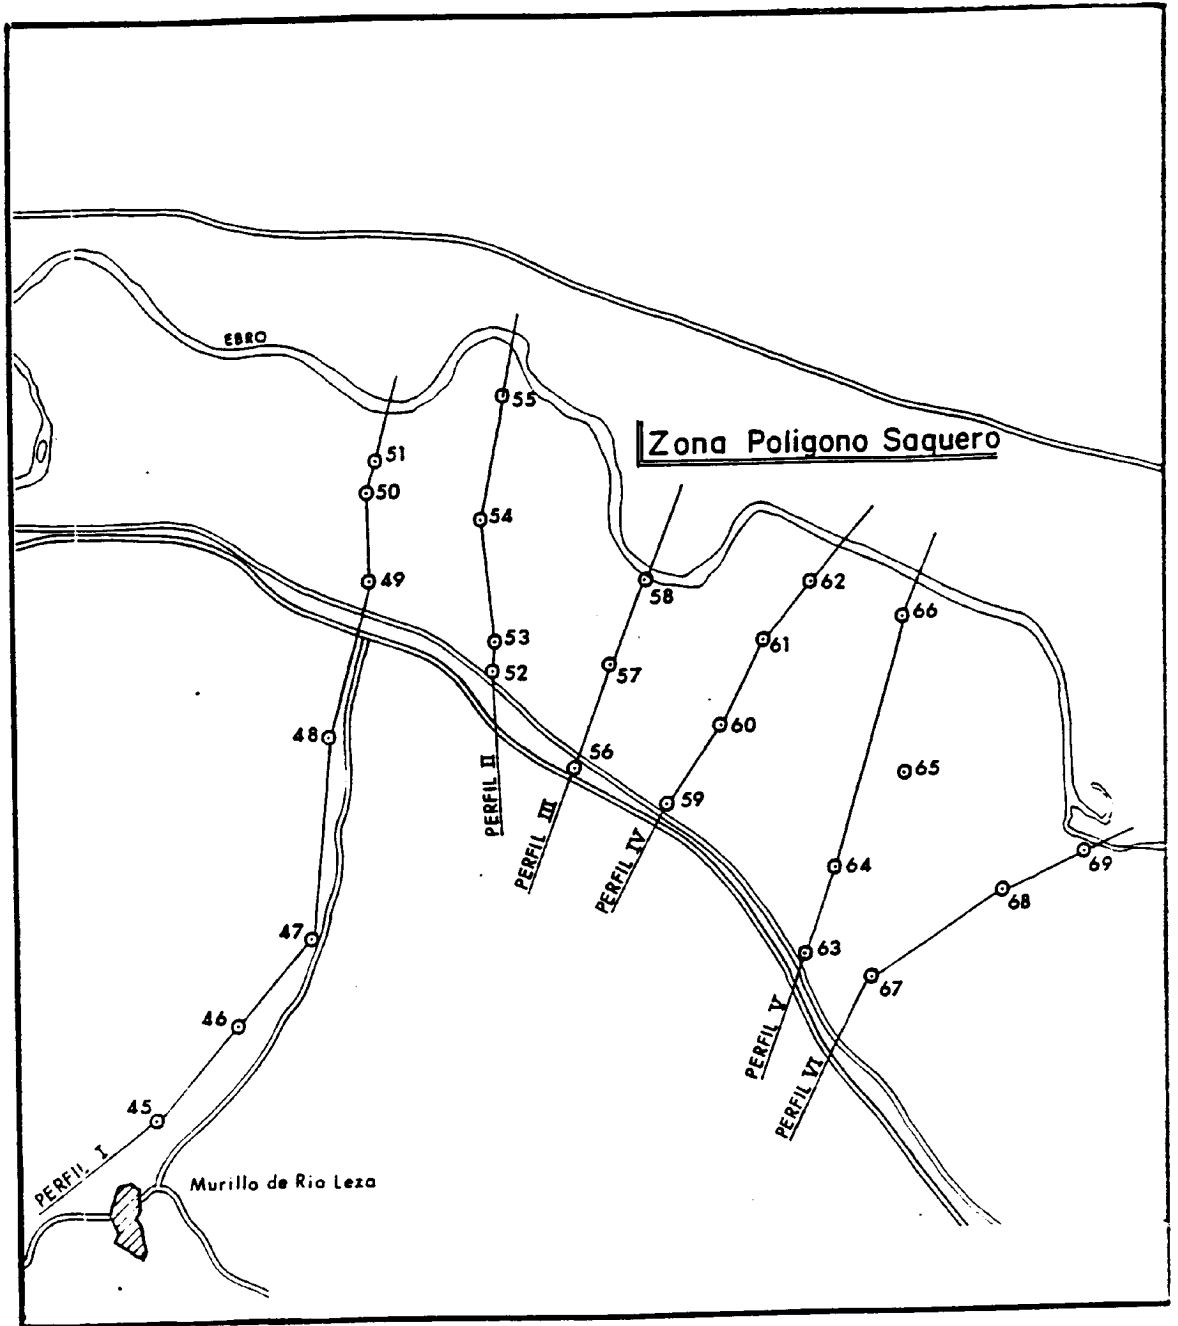 EBRO
55
Zona Poligono Saquero
51
50
54
49
58
62
66
53
52
57
61
48
60
56
65
59
PERFIL II
PERFIL III
PERFIL IV
64
69
68
47
63
67
46
PERFIL V
PERFIL VI
45
PERFIL I
Murillo de Rio Leza